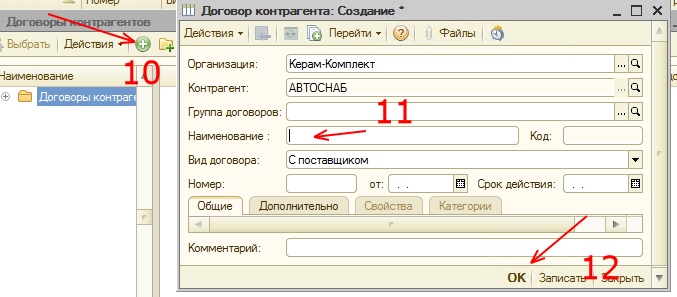 Номер
Договоры контрагентов
Выбрать Действия
10
Наименование
Договоры контраге
Договор контрагента: Создание *
Действия Перейти Файлы
Организация: Керам-Комплект
Контрагент: АВТОСНАБ
Группа договоров:
11
Наименование : Код:
Вид договора: С поставщиком
Номер: от: . . Срок действия: . .
Общие Дополнительно Свойства Категории
Комментарий:
12
OK Записать Закрыть